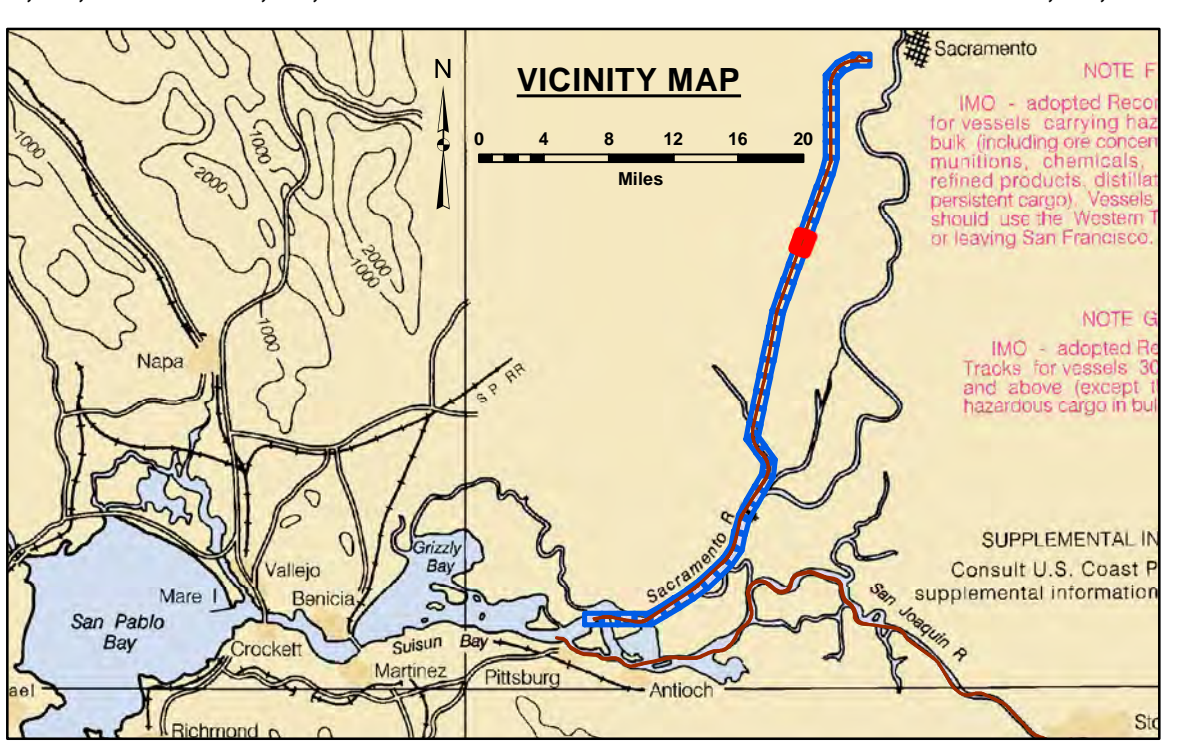 Sacramento
N
VICINITY MAP
NOTE F
0 4 8 12 16 20
Miles
IMO - adopted Recor
for vessels carrying haz
bulk (including ore concen
munitions, chemicals,
refined products, distillat
persistent cargo). Vessels
should use the Western T
or leaving San Francisco.
1000
1000
2000
2000
1000
1000
NOTE G
IMO - adopted Re
Tracks for vessels 30
and above (except t
hazardous cargo in bul
Napa
S P RR
Sacramento R
SUPPLEMENTAL IN
Consult U.S. Coast P
supplemental information
Grizzly
Bay
Vallejo
Mare I
Benicia
San Pablo
Bay
Crockett
Suisun Bay
Martinez
Pittsburg
Antioch
San Joaquin R
ael
Richmond
Sto